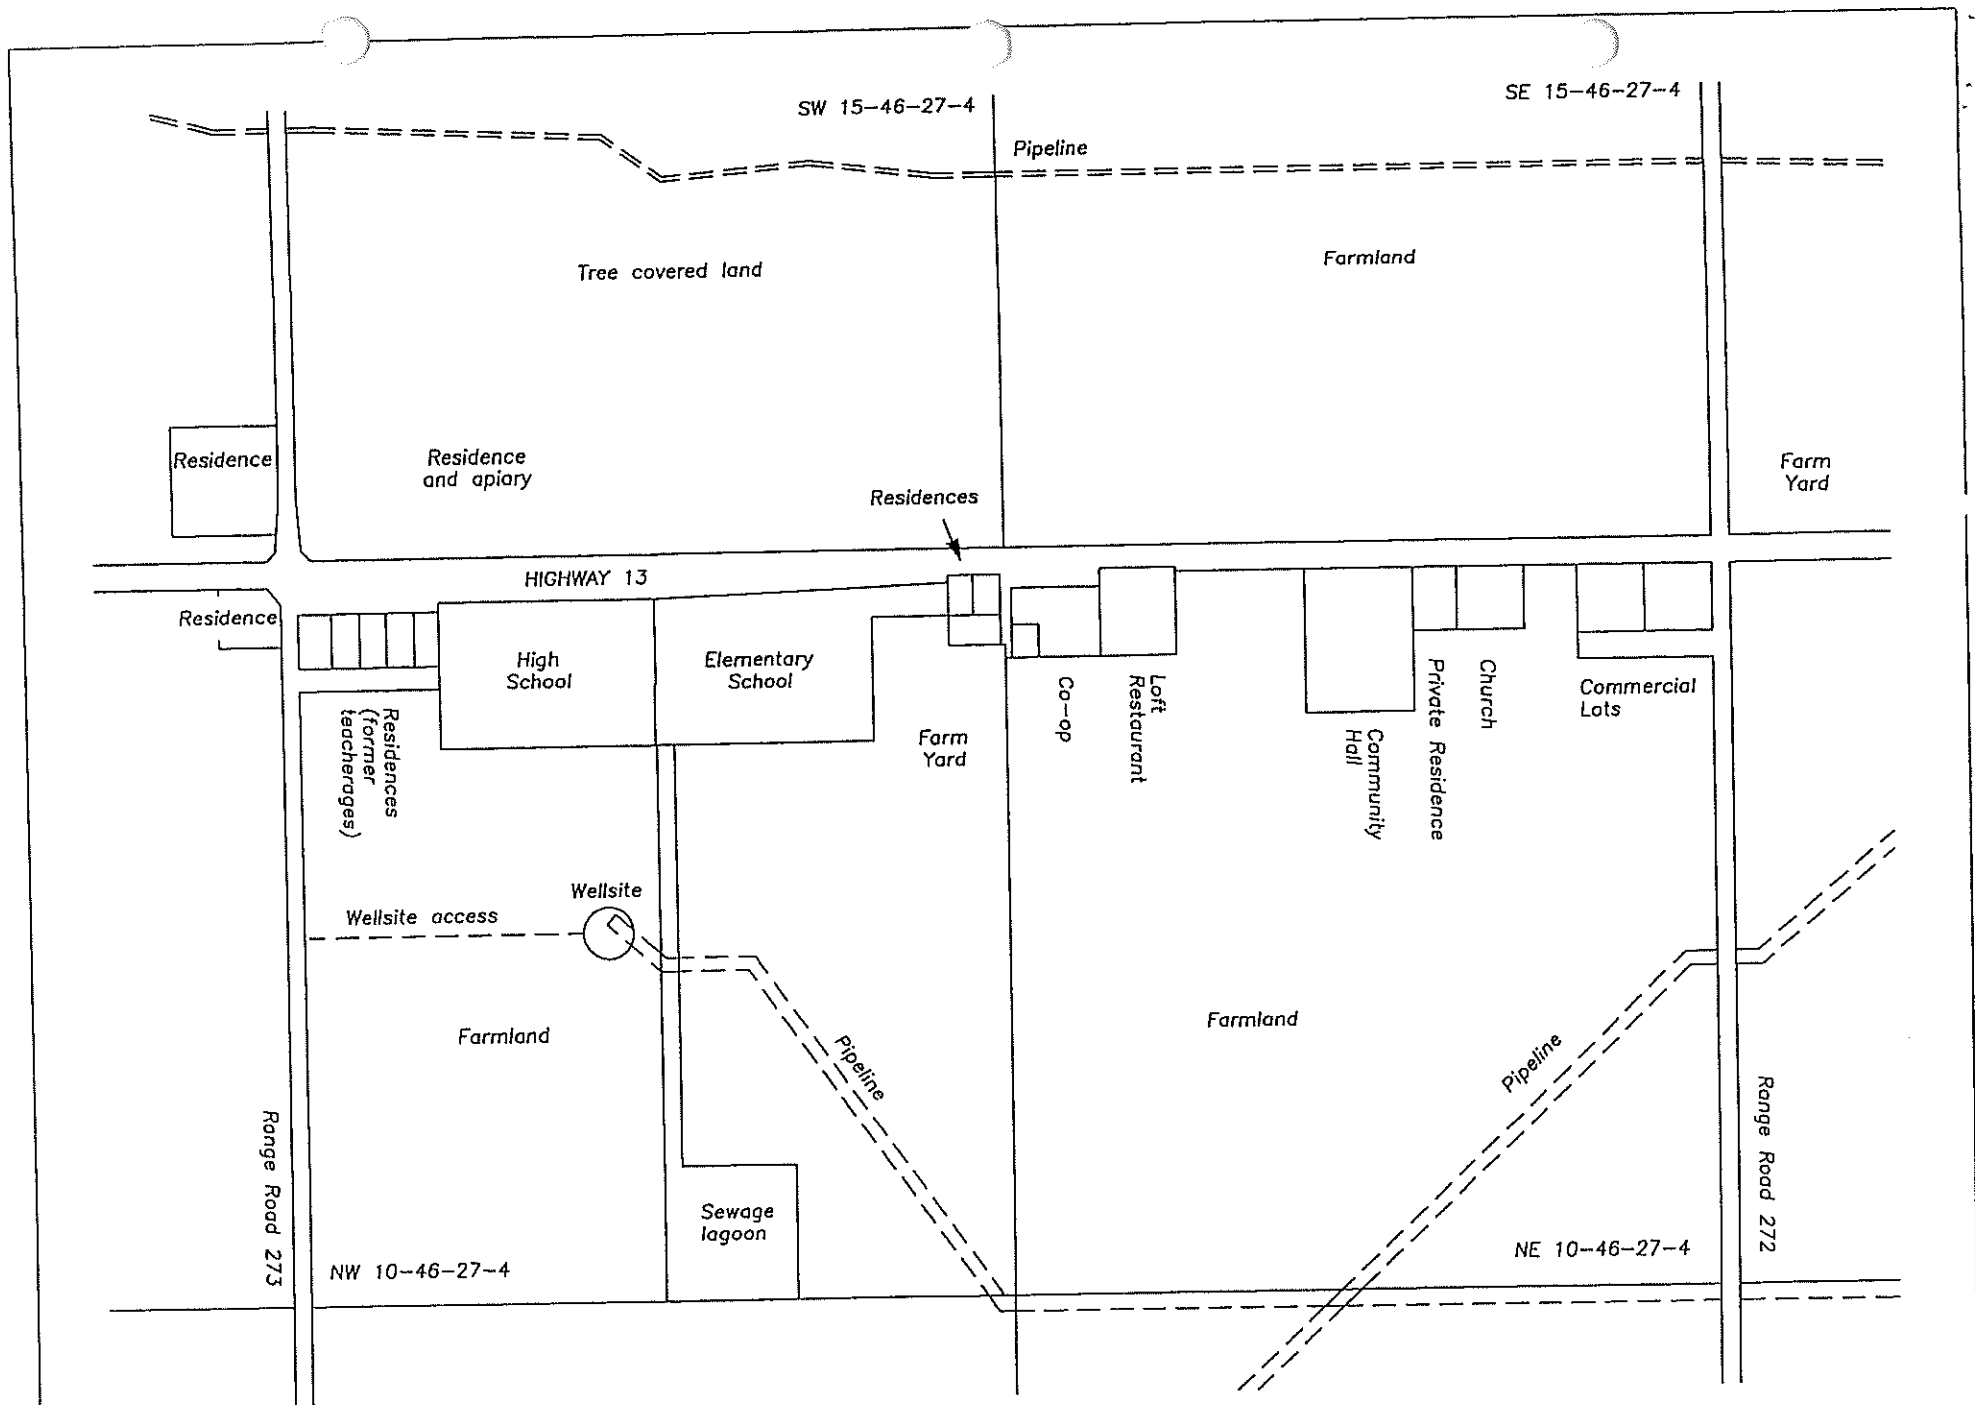 SW 15-46-27-4
SE 15-46-27-4
Pipeline
Tree covered land
Farmland
Residence
Residence
and apiary
Residences
Farm
Yard
HIGHWAY 13
Residence
High
School
Elementary
School
Residences
(former
teacherages)
Farm
Yard
Co-op
Loft
Restaurant
Community
Hall
Private Residence
Church
Commercial
Lots
Wellsite
Wellsite access
Farmland
Pipeline
Farmland
Pipeline
Range Road 273
Sewage
lagoon
NW 10-46-27-4
NE 10-46-27-4
Range Road 272